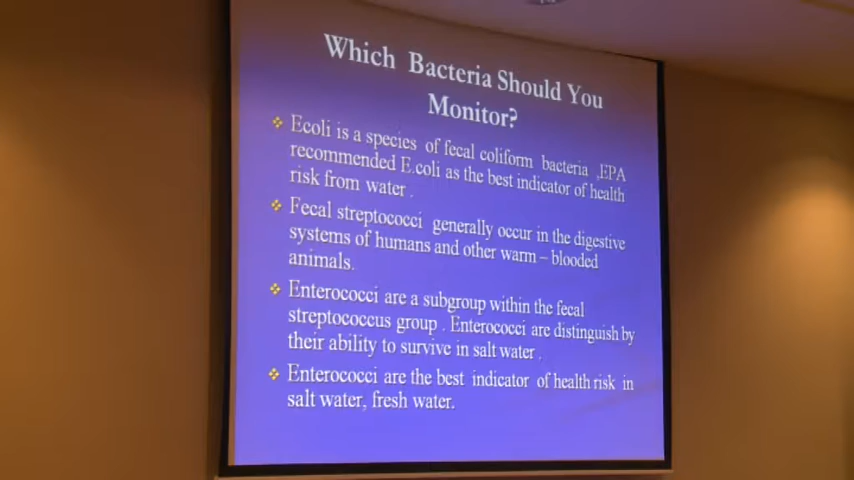 Which Bacteria Should You
Monitor?
Ecoli is a species of fecal coliform bacteria ,EPA
recommended E.coli as the best indicator of health
risk from water .
Fecal streptococci generally occur in the digestive
systems of humans and other warm – blooded
animals.
Enterococci are a subgroup within the fecal
streptococcus group . Enterococci are distinguish by
their ability to survive in salt water .
Enterococci are the best indicator of health risk in
salt water, fresh water.